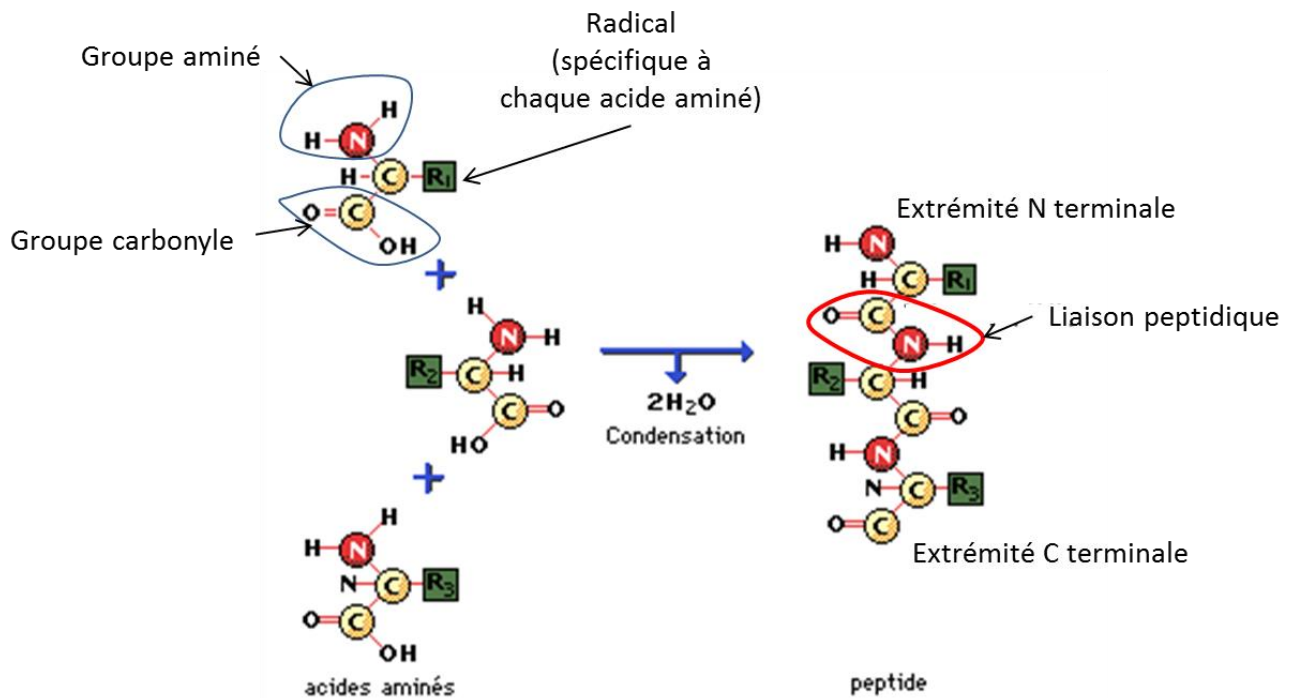 Groupe aminé
Radical
(spécifique à
chaque acide aminé)
H
H N
H C R1
O C
OH
Groupe carbonyle
+
H
N H
R2 C H
C O
HO
+
H
H N
N C R3
O C
OH
acides aminés
2H2O
Condensation
Extrémité N terminale
H N
H C R1
O C
N H
Liaison peptidique
R2 C H
C O
H N
N C R3
O C
Extrémité C terminale
peptide